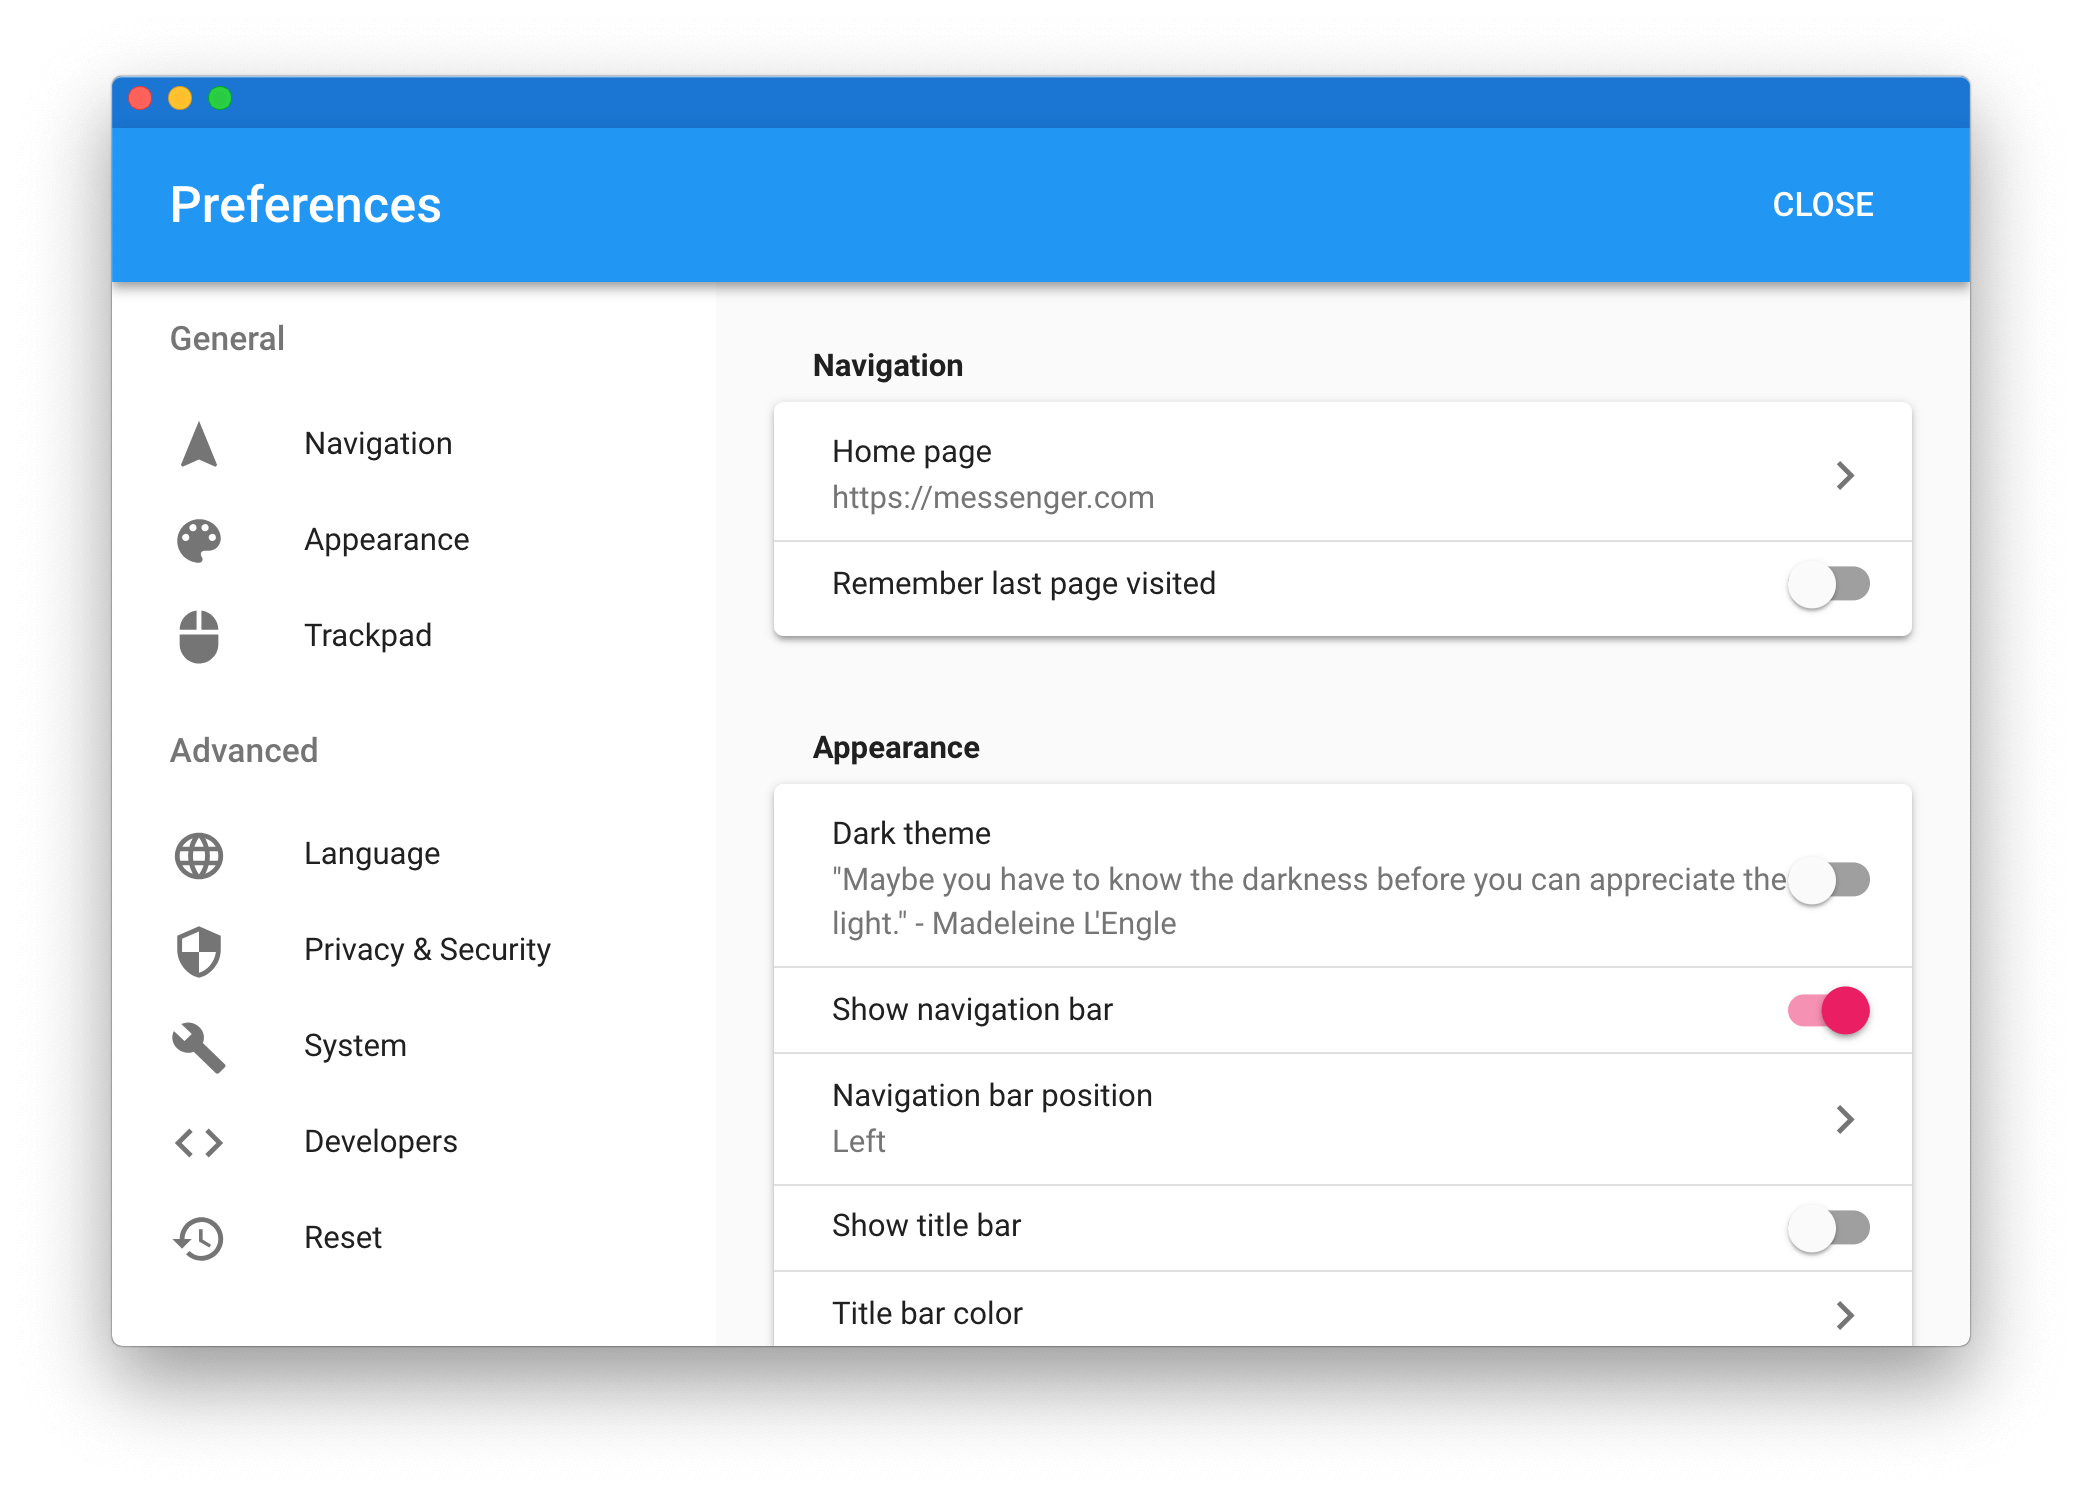 Preferences
CLOSE
General
Navigation
Appearance
Trackpad
Advanced
Language
Privacy & Security
System
Developers
Reset
Navigation
Home page
https://messenger.com
Remember last page visited
Appearance
Dark theme
"Maybe you have to know the darkness before you can appreciate the
light." - Madeleine L'Engle
Show navigation bar
Navigation bar position
Left
Show title bar
Title bar color